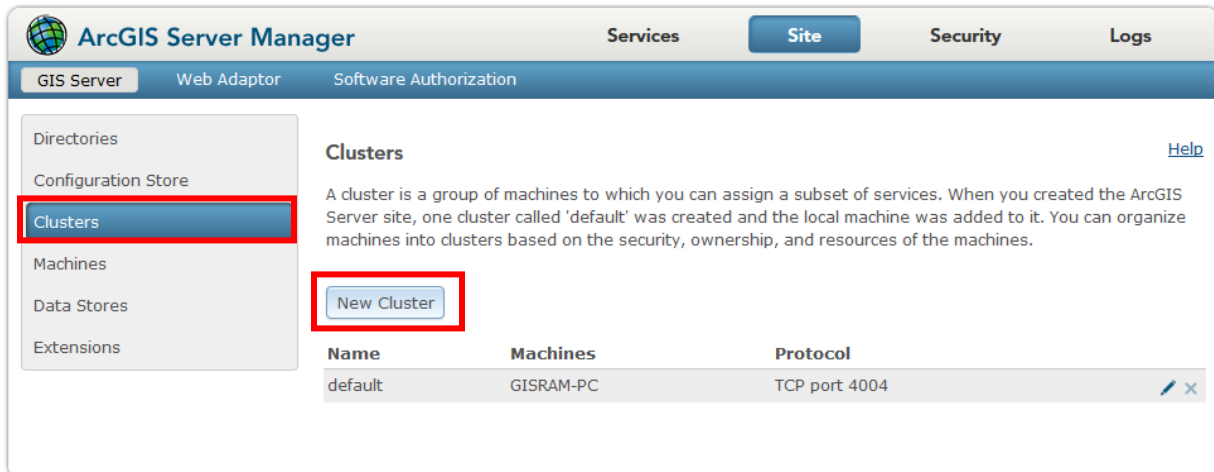 ArcGIS Server Manager Services Site Security Logs
GIS Server Web Adaptor Software Authorization
Directories
Configuration Store
Clusters
Machines
Data Stores
Extensions
Clusters Help
A cluster is a group of machines to which you can assign a subset of services. When you created the ArcGIS
Server site, one cluster called 'default' was created and the local machine was added to it. You can organize
machines into clusters based on the security, ownership, and resources of the machines.
New Cluster
Name Machines Protocol
default GISRAM-PC TCP port 4004